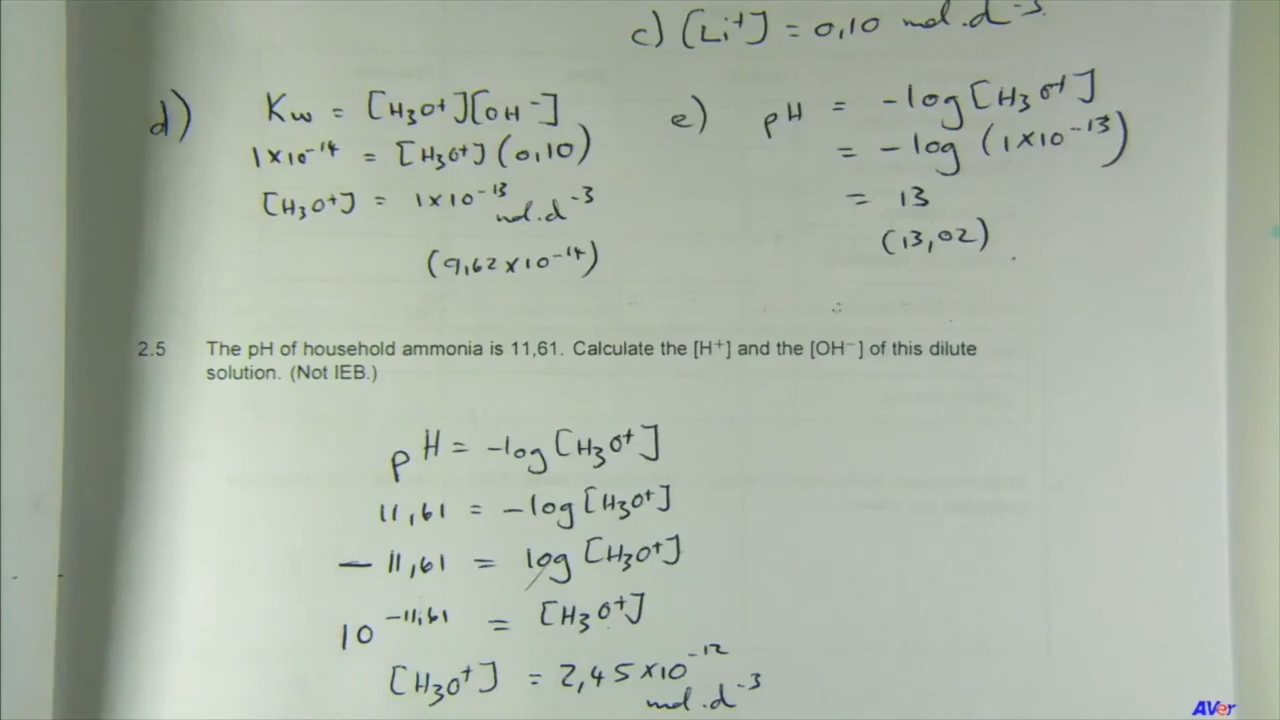 c) [Li+] = 0,10 mol.d-3
d) Kw = [H3O+][OH-]
1×10-14 = [H3O+](0,10)
[H3O+] = 1×10-13
mol.d-3
(9,62×10-14)
e) pH = -log[H3O+]
= -log(1×10-13)
= 13
(13,02)
2.5 The pH of household ammonia is 11,61. Calculate the [H+] and the [OH−] of this dilute
solution. (Not IEB.)
pH = -log[H3O+]
11,61 = -log[H3O+]
- 11,61 = log[H3O+]
10-11,61 = [H3O+]
[H3O+] = 2,45×10-12
mol.d-3
AVer